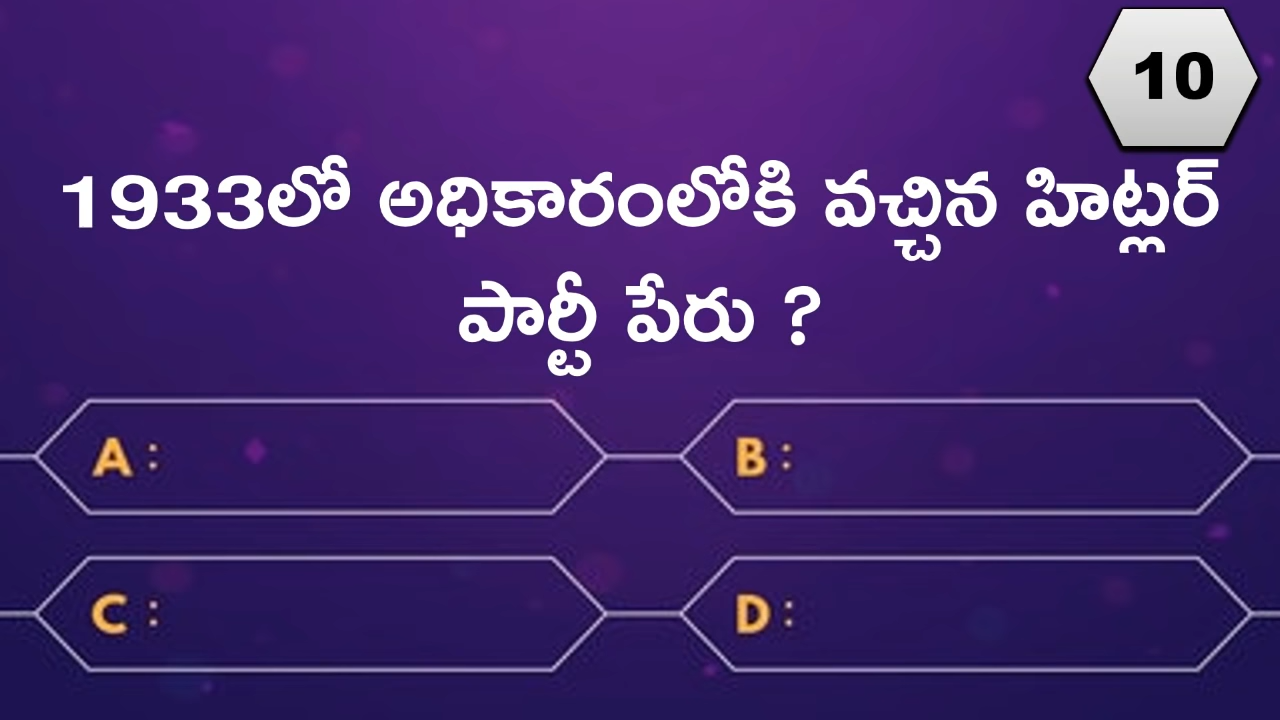 10
1933లో అధికారంలోకి వచ్చిన హిట్లర్
పార్టీ పేరు ?
A :
B :
C :
D :